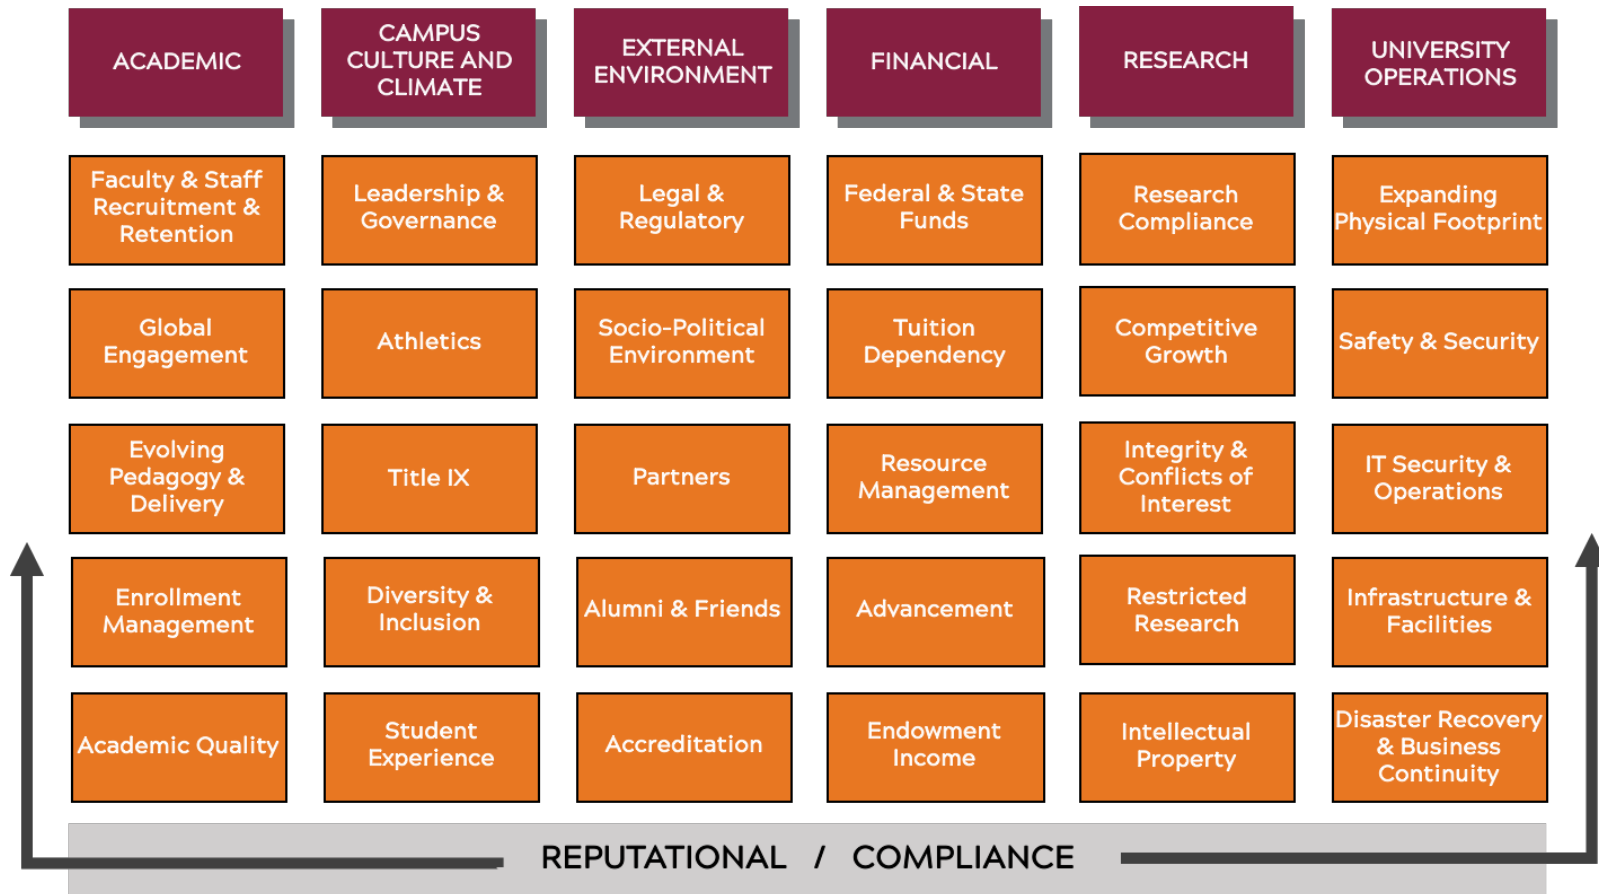 ACADEMIC
CAMPUS
CULTURE AND
CLIMATE
EXTERNAL
ENVIRONMENT
FINANCIAL
RESEARCH
UNIVERSITY
OPERATIONS
Faculty & Staff
Recruitment &
Retention
Leadership &
Governance
Legal &
Regulatory
Federal & State
Funds
Research
Compliance
Expanding
Physical Footprint
Global
Engagement
Athletics
Socio-Political
Environment
Tuition
Dependency
Competitive
Growth
Safety & Security
Evolving
Pedagogy &
Delivery
Title IX
Partners
Resource
Management
Integrity &
Conflicts of
Interest
IT Security &
Operations
Enrollment
Management
Diversity &
Inclusion
Alumni & Friends
Advancement
Restricted
Research
Infrastructure &
Facilities
Academic Quality
Student
Experience
Accreditation
Endowment
Income
Intellectual
Property
Disaster Recovery
& Business
Continuity
REPUTATIONAL / COMPLIANCE